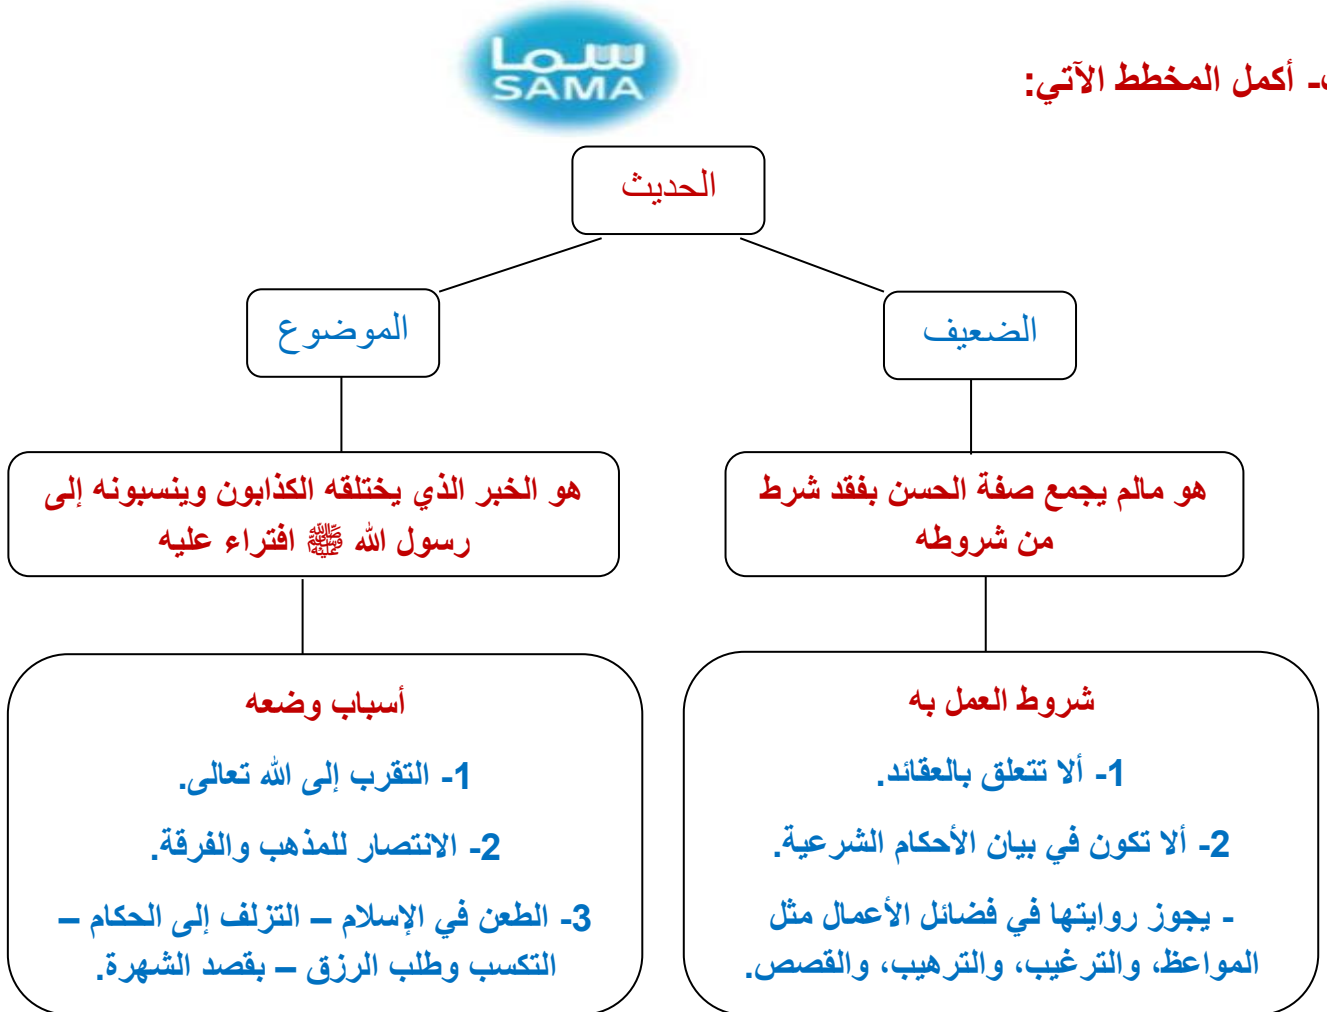 سما
SAMA
- أكمل المخطط الآتي:
الحديث
الضعيف
الموضوع
هو مالم يجمع صفة الحسن بفقد شرط
من شروطه
هو الخبر الذي يختلقه الكذابون وينسبونه إلى
رسول الله ﷺ افتراء عليه
شروط العمل به
1- ألا تتعلق بالعقائد.
2- ألا تكون في بيان الأحكام الشرعية.
- يجوز روايتها في فضائل الأعمال مثل
المواعظ، والترغيب، والترهيب، والقصص.
أسباب وضعه
1- التقرب إلى الله تعالى.
2- الانتصار للمذهب والفرقة.
3- الطعن في الإسلام – التزلف إلى الحكام –
التكسب وطلب الرزق – بقصد الشهرة.